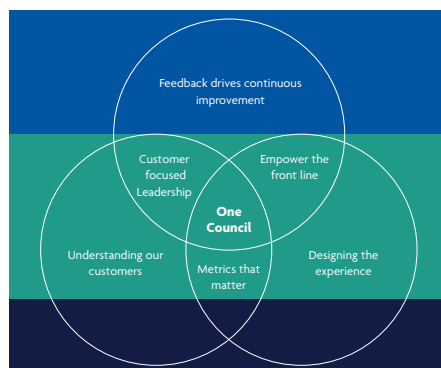 Feedback drives continuous
improvement
Customer
focused
Leadership
Empower the
front line
One
Council
Understanding our
customers
Metrics that
matter
Designing the
experience